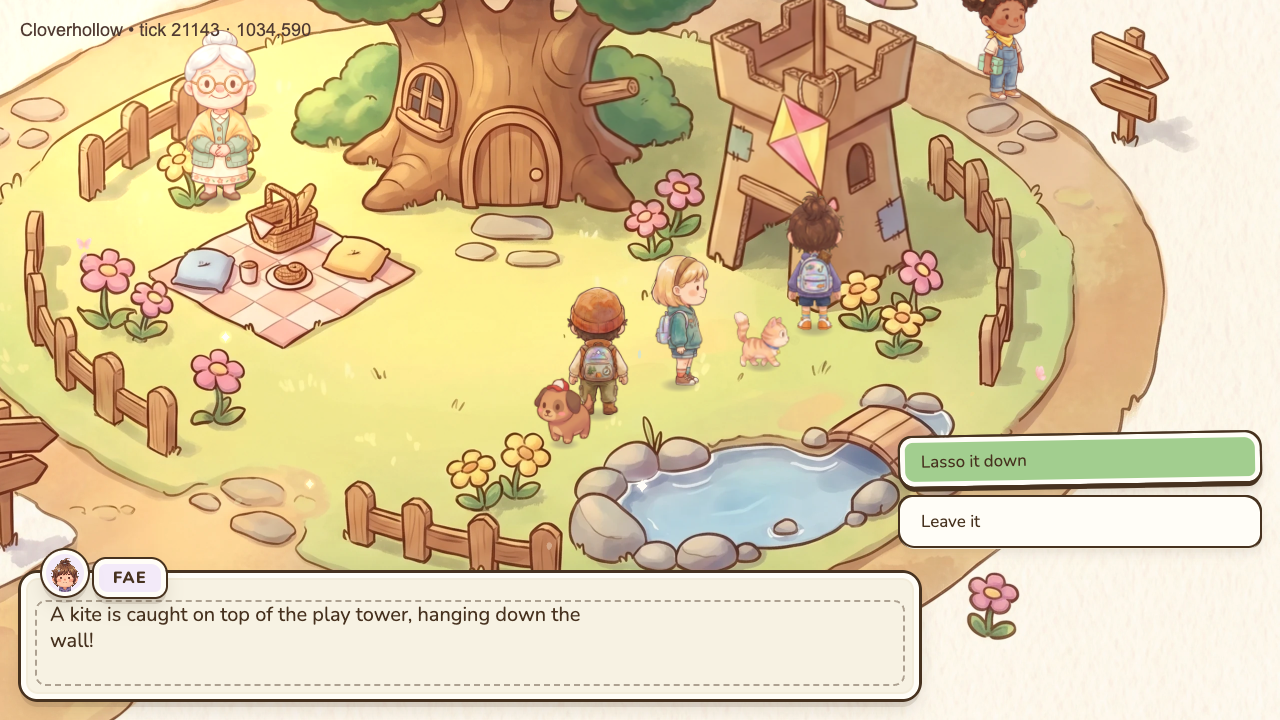 Cloverhollow • tick 21143 · 1034,590
Lasso it down
Leave it
FAE
A kite is caught on top of the play tower, hanging down the
wall!